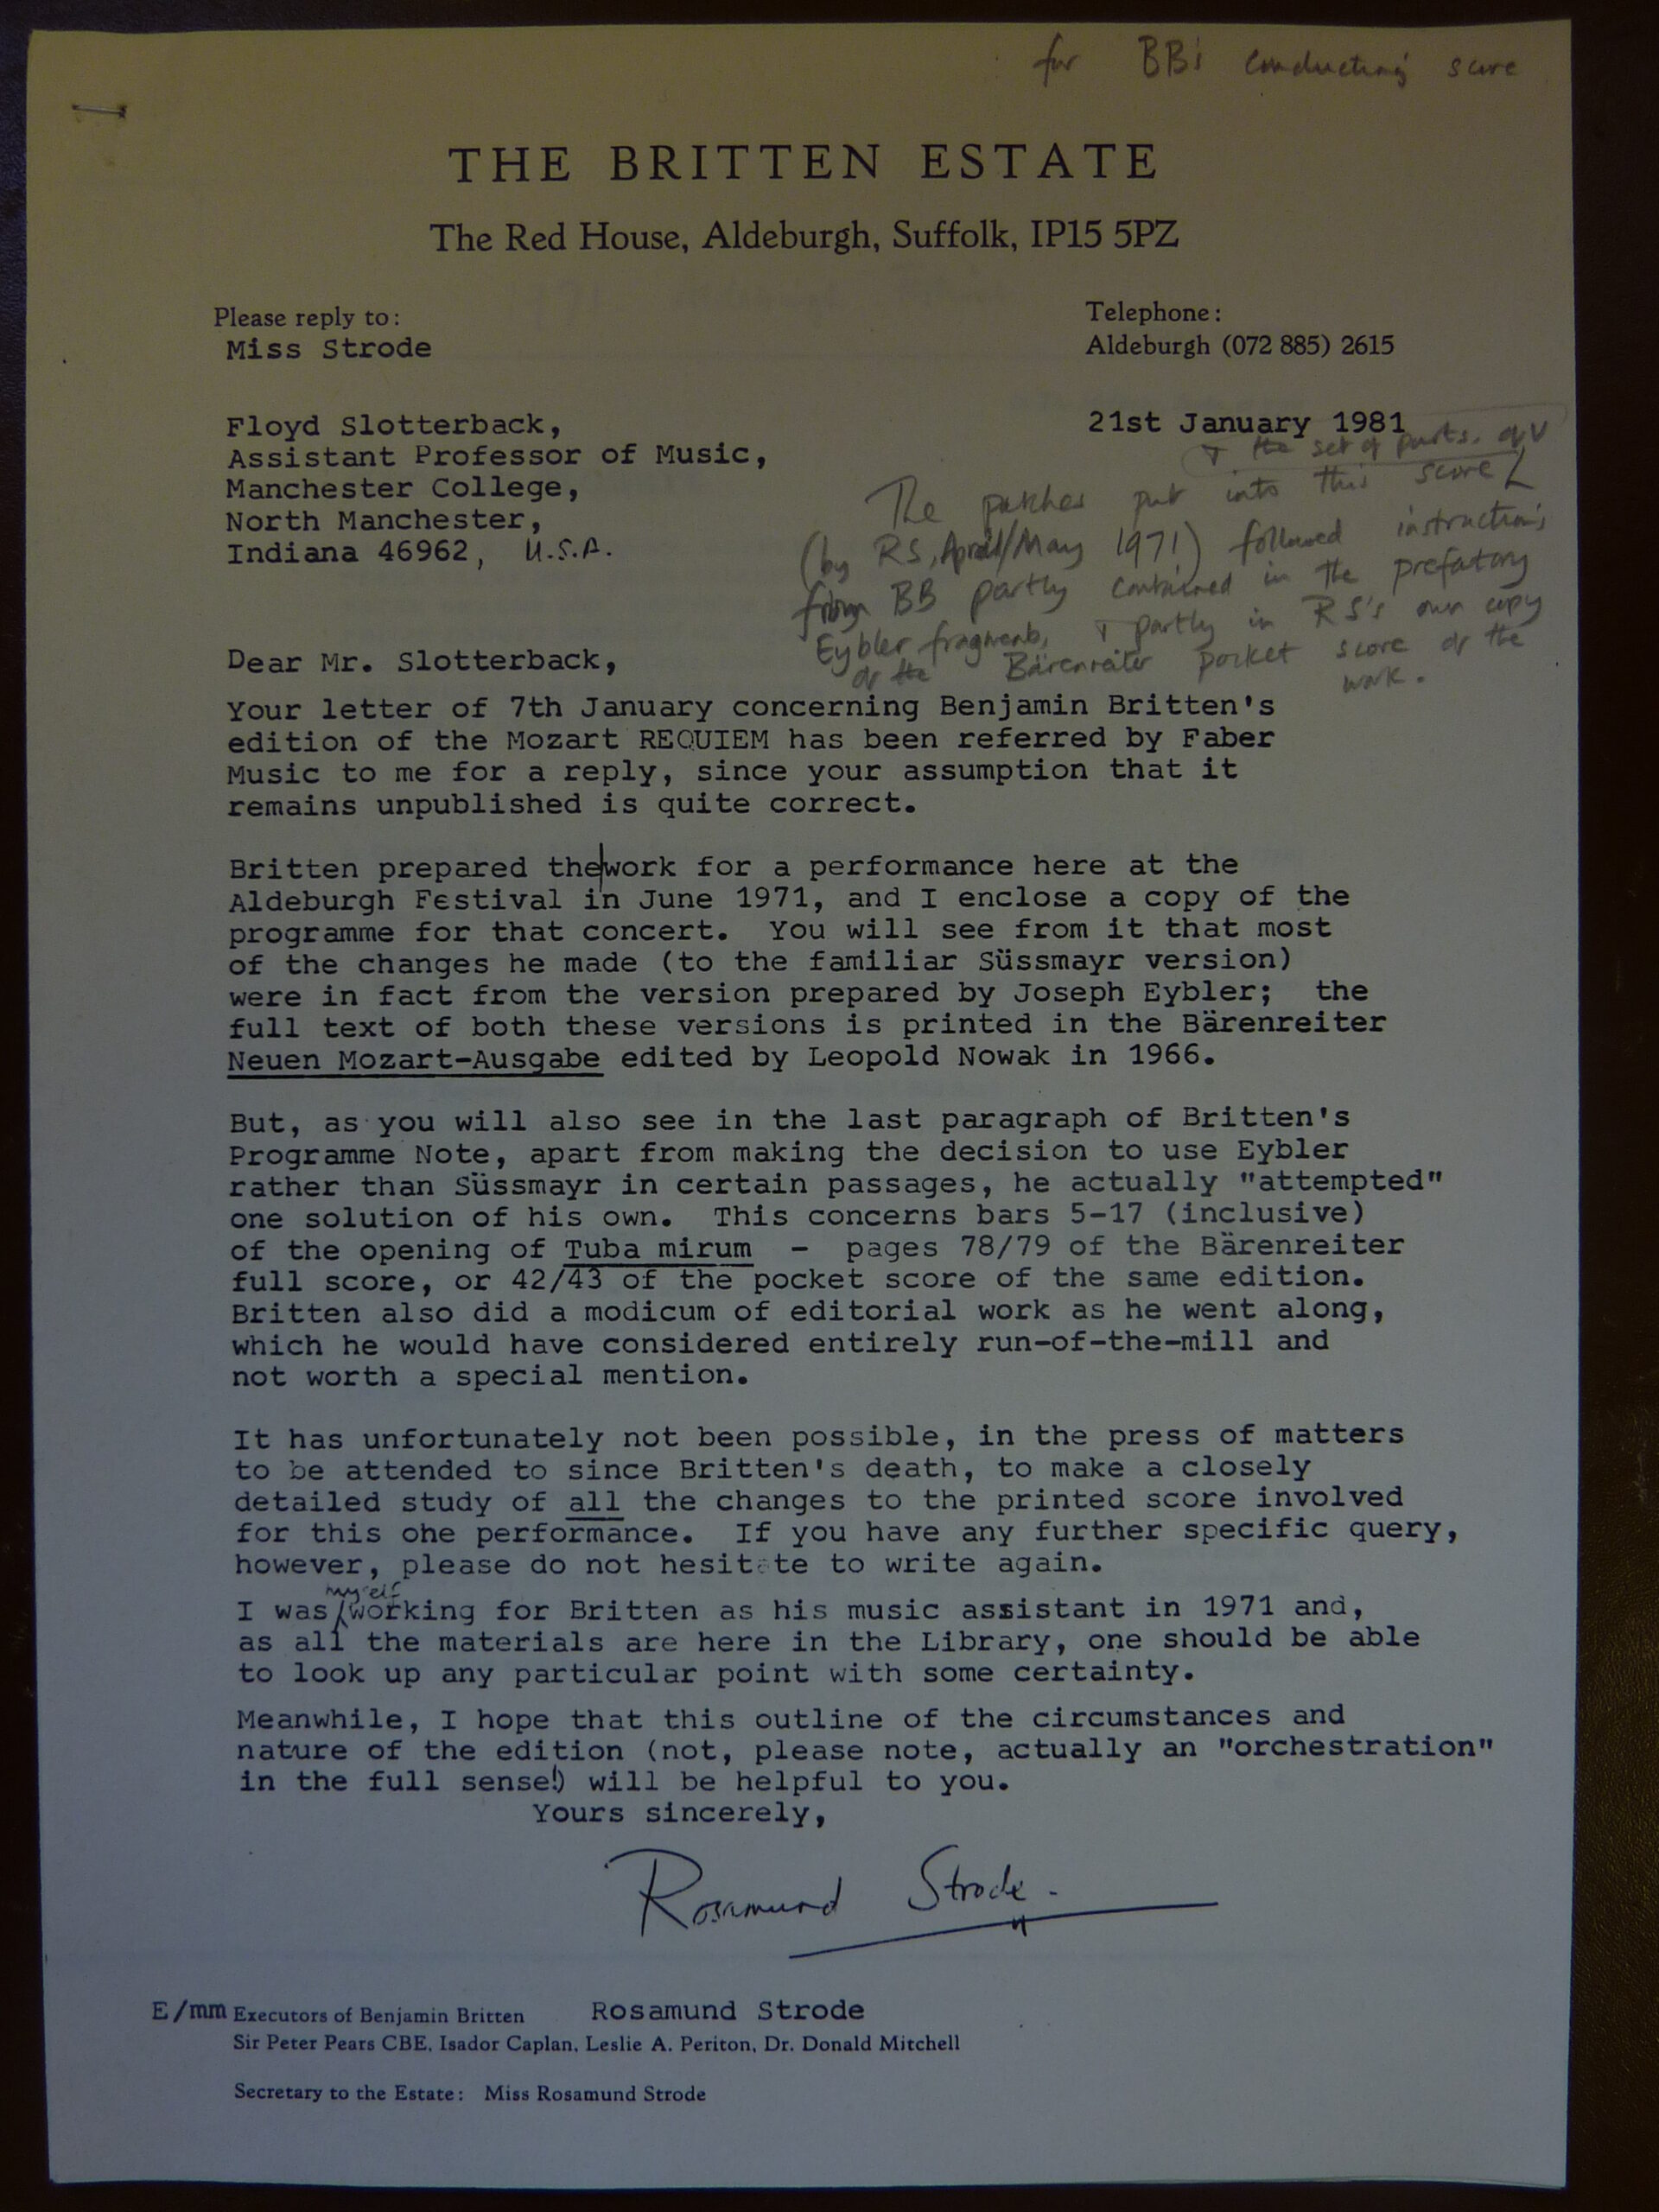 for BB's conducting score
THE BRITTEN ESTATE
The Red House, Aldeburgh, Suffolk, IP15 5PZ
Please reply to:
Miss Strode
Telephone:
Aldeburgh (072 885) 2615
Floyd Slotterback,
Assistant Professor of Music,
Manchester College,
North Manchester,
Indiana 46962, U.S.A.
21st January 1981
+ the set of parts. qv
The patches put into this score
(by RS, April/May 1971) followed instructions
from BB partly contained in the prefatory
Eybler fragments, + partly in RS's own copy
of the Bärenreiter pocket score of the
work.
Dear Mr. Slotterback,
Your letter of 7th January concerning Benjamin Britten's
edition of the Mozart REQUIEM has been referred by Faber
Music to me for a reply, since your assumption that it
remains unpublished is quite correct.
Britten prepared the|work for a performance here at the
Aldeburgh Festival in June 1971, and I enclose a copy of the
programme for that concert. You will see from it that most
of the changes he made (to the familiar Süssmayr version)
were in fact from the version prepared by Joseph Eybler; the
full text of both these versions is printed in the Bärenreiter
Neuen Mozart-Ausgabe edited by Leopold Nowak in 1966.
But, as you will also see in the last paragraph of Britten's
Programme Note, apart from making the decision to use Eybler
rather than Süssmayr in certain passages, he actually "attempted"
one solution of his own. This concerns bars 5-17 (inclusive)
of the opening of Tuba mirum - pages 78/79 of the Bärenreiter
full score, or 42/43 of the pocket score of the same edition.
Britten also did a modicum of editorial work as he went along,
which he would have considered entirely run-of-the-mill and
not worth a special mention.
It has unfortunately not been possible, in the press of matters
to be attended to since Britten's death, to make a closely
detailed study of all the changes to the printed score involved
for this ohe performance. If you have any further specific query,
however, please do not hesitate to write again.
myself
I was working for Britten as his music assistant in 1971 and,
as all the materials are here in the Library, one should be able
to look up any particular point with some certainty.
Meanwhile, I hope that this outline of the circumstances and
nature of the edition (not, please note, actually an "orchestration"
in the full sense!) will be helpful to you.
Yours sincerely,
Rosamund Strode.
E/mm Executors of Benjamin Britten Rosamund Strode
Sir Peter Pears CBE, Isador Caplan, Leslie A. Periton, Dr. Donald Mitchell
Secretary to the Estate: Miss Rosamund Strode